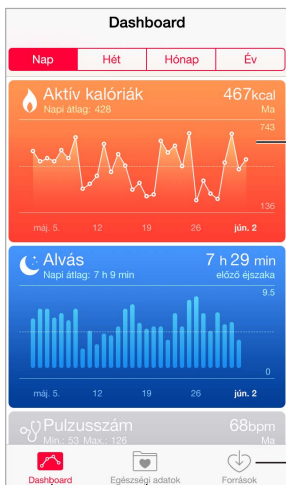 Dashboard
Nap Hét Hónap Év
Aktív kalóriák 467kcal
Napi átlag: 428 Ma
743
136
máj. 5. 12 19 26 jún. 2
Alvás 7 h 29 min
Napi átlag: 7 h 9 min előző éjszaka
9.5
0
máj. 5. 12 19 26 jún. 2
Pulzusszám 68bpm
Min.: 53 Max.: 126 Ma
Dashboard Egészségi adatok Források